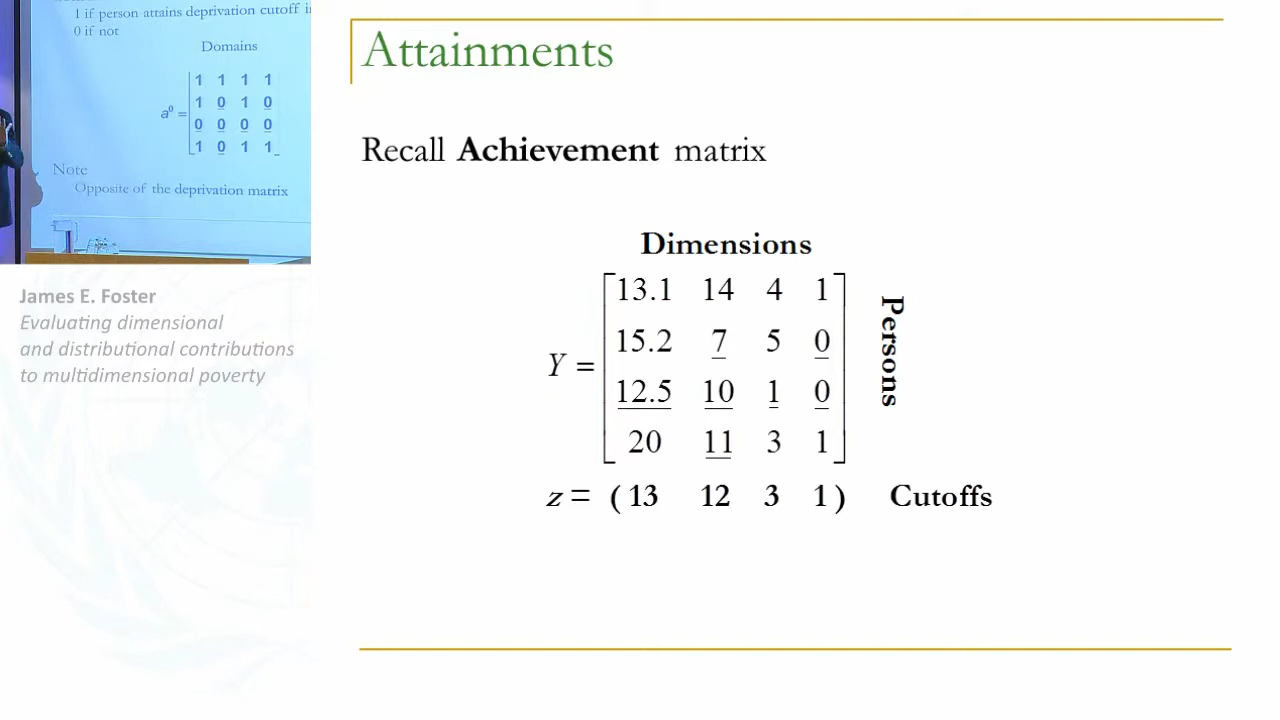 1 if person attains deprivation cutoff
0 if not
Domains
1 1 1 1
1 0 1 0
a⁰ =
0 0 0 0
1 0 1 1
Note
Opposite of the deprivation matrix
James E. Foster
Evaluating dimensional
and distributional contributions
to multidimensional poverty
Attainments
Recall Achievement matrix
Dimensions
13.1 14 4 1
15.2 7 5 0
Y =
12.5 10 1 0
20 11 3 1
Persons
z = ( 13 12 3 1 ) Cutoffs